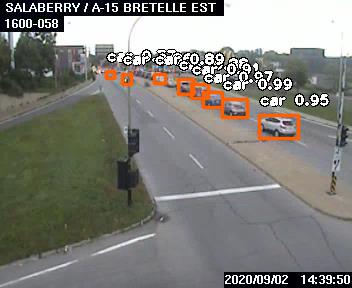 SALABERRY / A-15 BRETELLE EST
1600-058
car 0.89
car 0.97
car 0.99
car 0.95
2020/09/02 14:39:50